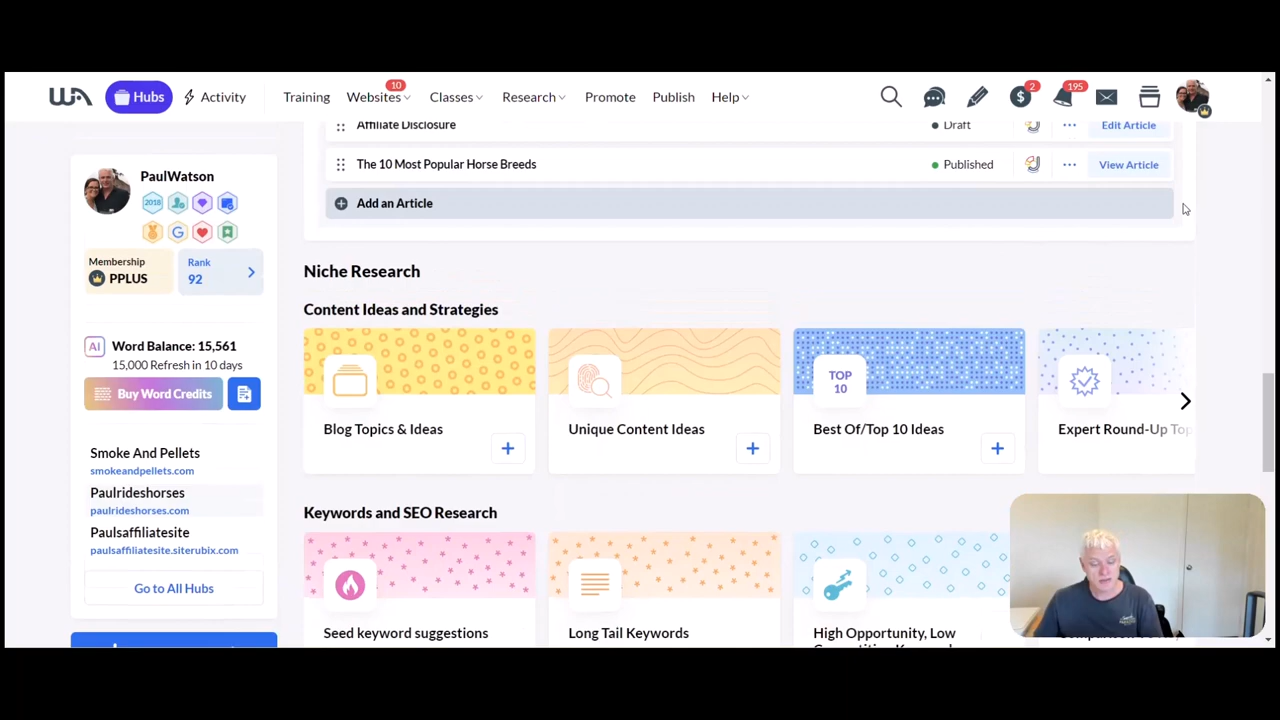 WA Hubs Activity Training Websites 10 Classes Research Promote Publish Help 2 195
Affiliate Disclosure Draft Edit Article
The 10 Most Popular Horse Breeds Published View Article
Add an Article
PaulWatson
2018
G
Membership
PPLUS
Rank
92
AI Word Balance: 15,561
15,000 Refresh in 10 days
Buy Word Credits
Smoke And Pellets
smokeandpellets.com
Paulrideshorses
paulrideshorses.com
Paulsaffiliatesite
paulsaffiliatesite.siterubix.com
Go to All Hubs
Niche Research
Content Ideas and Strategies
TOP
10
Blog Topics & Ideas Unique Content Ideas Best Of/Top 10 Ideas Expert Round-Up Top
Keywords and SEO Research
Seed keyword suggestions Long Tail Keywords High Opportunity, Low